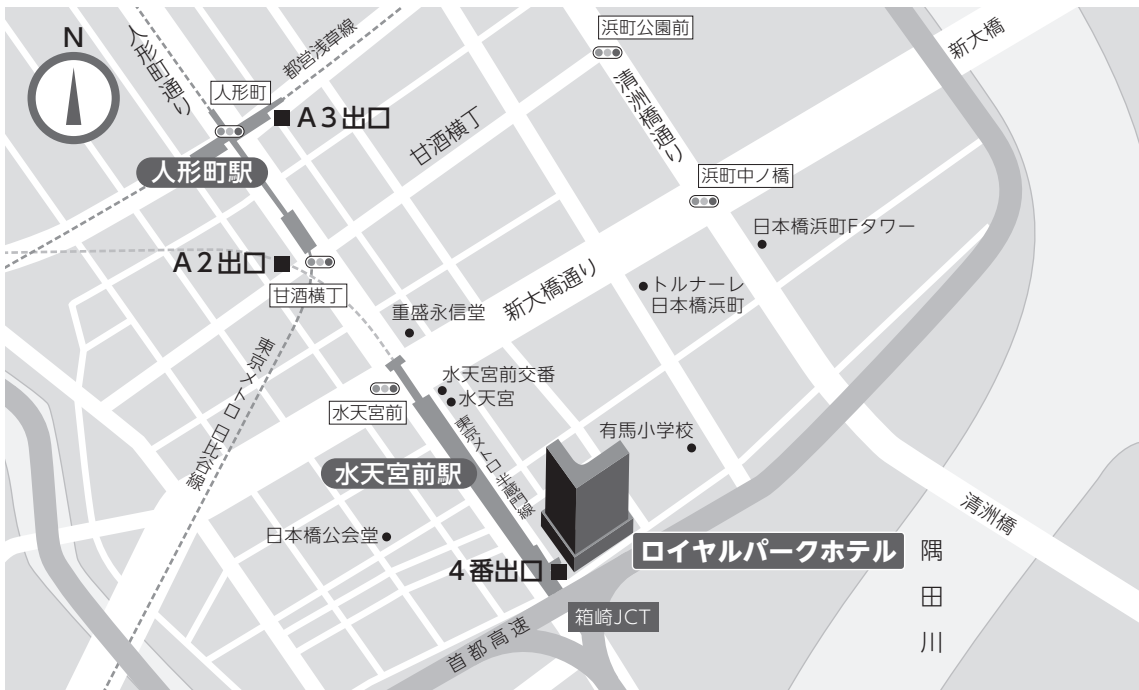 N
人形町通り
都営浅草線
人形町
A3出口
人形町駅
浜町公園前
清洲橋通り
新大橋
甘酒横丁
浜町中ノ橋
日本橋浜町Fタワー
A2出口
甘酒横丁
新大橋通り
トルナーレ
日本橋浜町
重盛永信堂
東京メトロ日比谷線
水天宮前交番
水天宮
水天宮前
東京メトロ半蔵門線
有馬小学校
水天宮前駅
清洲橋
日本橋公会堂
ロイヤルパークホテル
隅田川
4番出口
箱崎JCT
首都高速